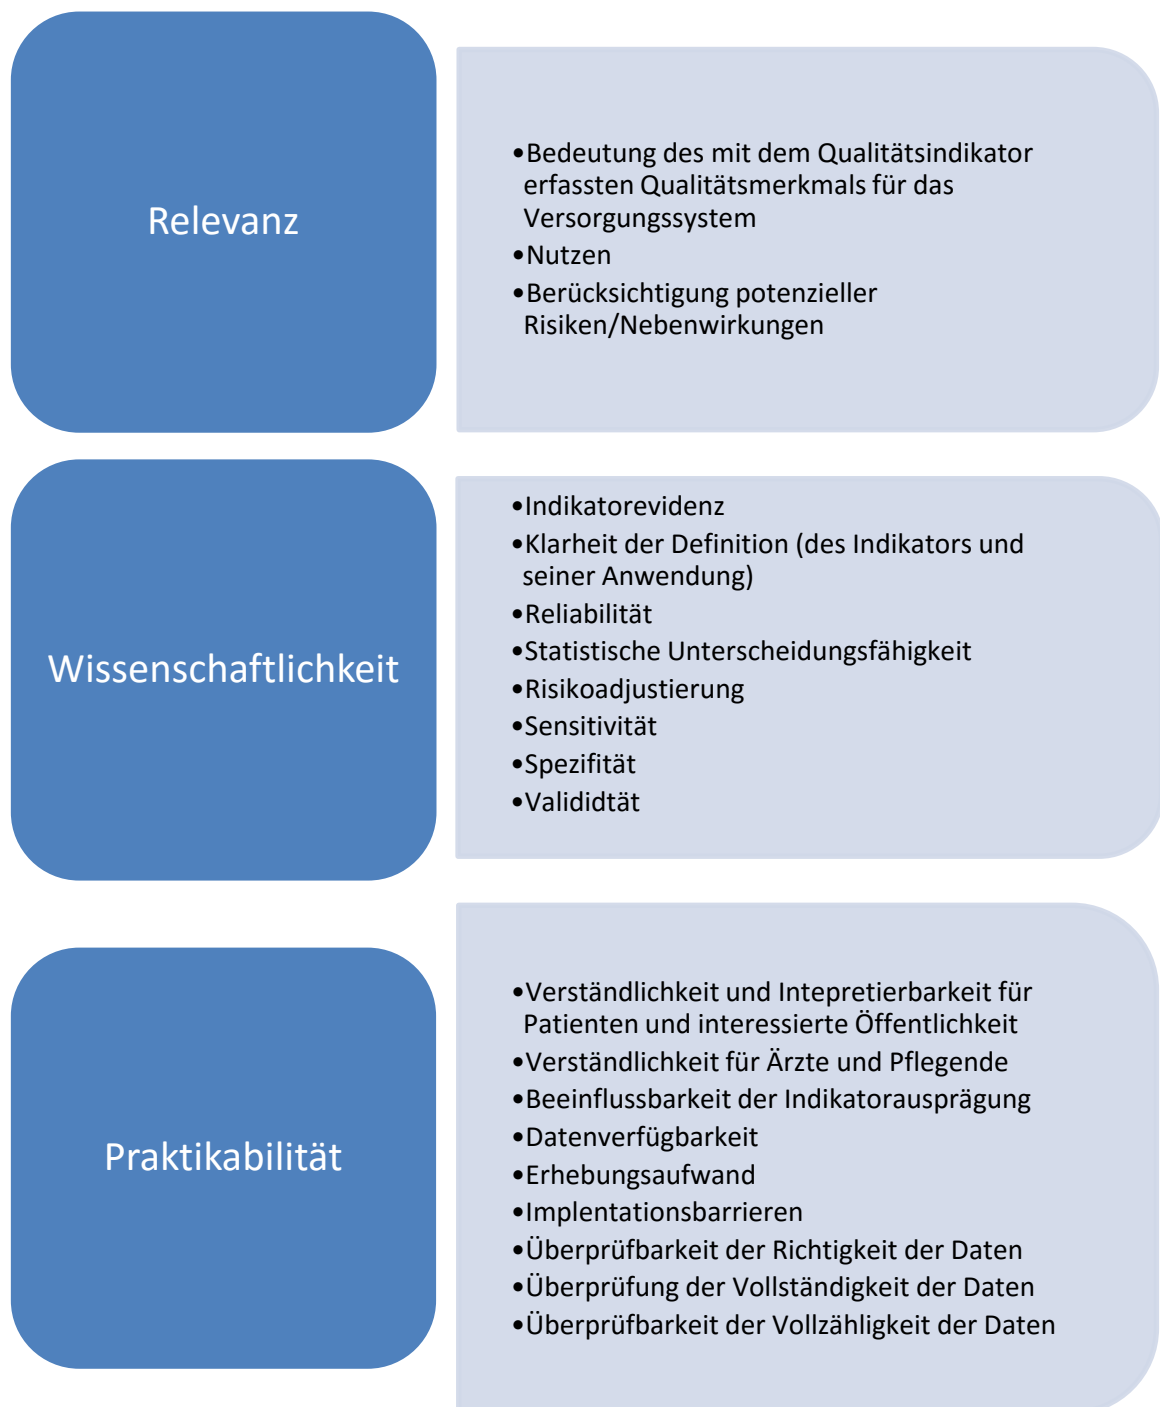 Relevanz
•Bedeutung des mit dem Qualitätsindikator
erfassten Qualitätsmerkmals für das
Versorgungssystem
•Nutzen
•Berücksichtigung potenzieller
Risiken/Nebenwirkungen
Wissenschaftlichkeit
•Indikatorevidenz
•Klarheit der Definition (des Indikators und
seiner Anwendung)
•Reliabilität
•Statistische Unterscheidungsfähigkeit
•Risikoadjustierung
•Sensitivität
•Spezifität
•Valididtät
Praktikabilität
•Verständlichkeit und Intepretierbarkeit für
Patienten und interessierte Öffentlichkeit
•Verständlichkeit für Ärzte und Pflegende
•Beeinflussbarkeit der Indikatorausprägung
•Datenverfügbarkeit
•Erhebungsaufwand
•Implentationsbarrieren
•Überprüfbarkeit der Richtigkeit der Daten
•Überprüfung der Vollständigkeit der Daten
•Überprüfbarkeit der Vollzähligkeit der Daten